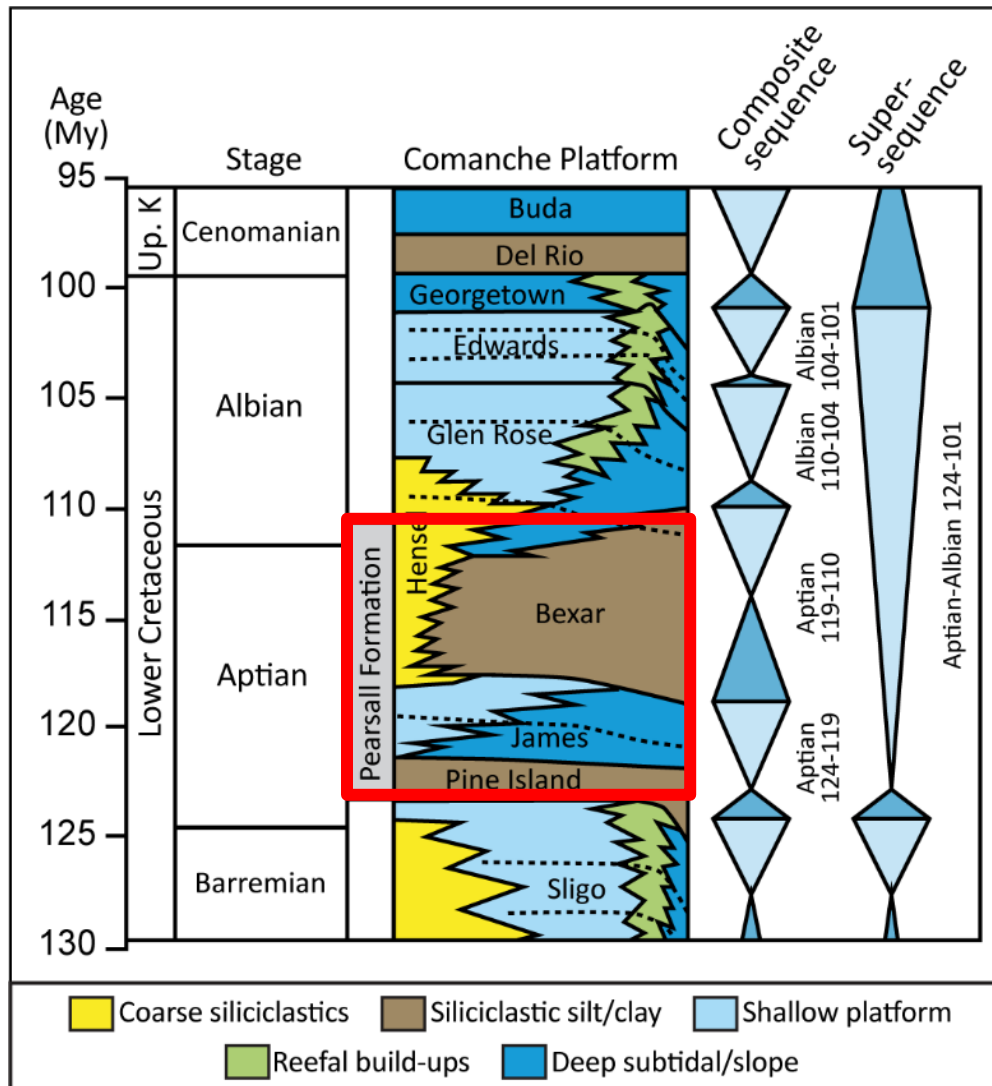 Age
(My)
Stage
Comanche Platform
Composite
sequence
Super-
sequence
95
100
105
110
115
120
125
130
Up. K
Lower Cretaceous
Cenomanian
Albian
Aptian
Barremian
Pearsall Formation
Buda
Del Rio
Georgetown
Edwards
Glen Rose
Hensel
Bexar
James
Pine Island
Sligo
Albian
104-101
Albian
110-104
Aptian
119-110
Aptian
124-119
Aptian-Albian 124-101
Coarse siliciclastics
Siliciclastic silt/clay
Shallow platform
Reefal build-ups
Deep subtidal/slope